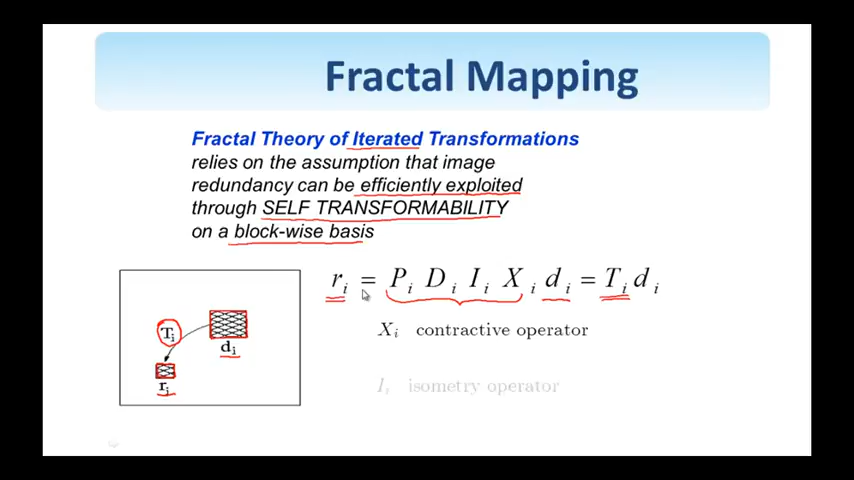 Fractal Mapping
Fractal Theory of Iterated Transformations
relies on the assumption that image
redundancy can be efficiently exploited
through SELF TRANSFORMABILITY
on a block-wise basis
r_i = P_i D_i I_i X_i d_i = T_i d_i
X_i contractive operator
I_i isometry operator
T_i
d_i
r_i